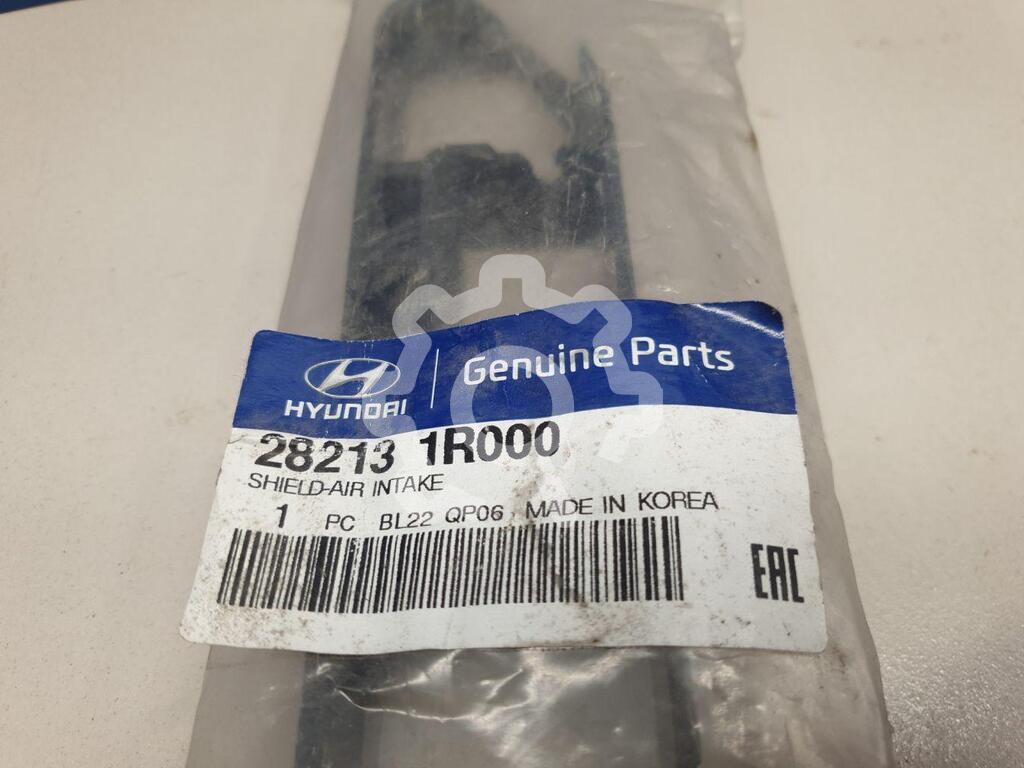 HYUNDAI
Genuine Parts
28213 1R000
SHIELD-AIR INTAKE
1 PC BL22 QP06 MADE IN KOREA
EAC